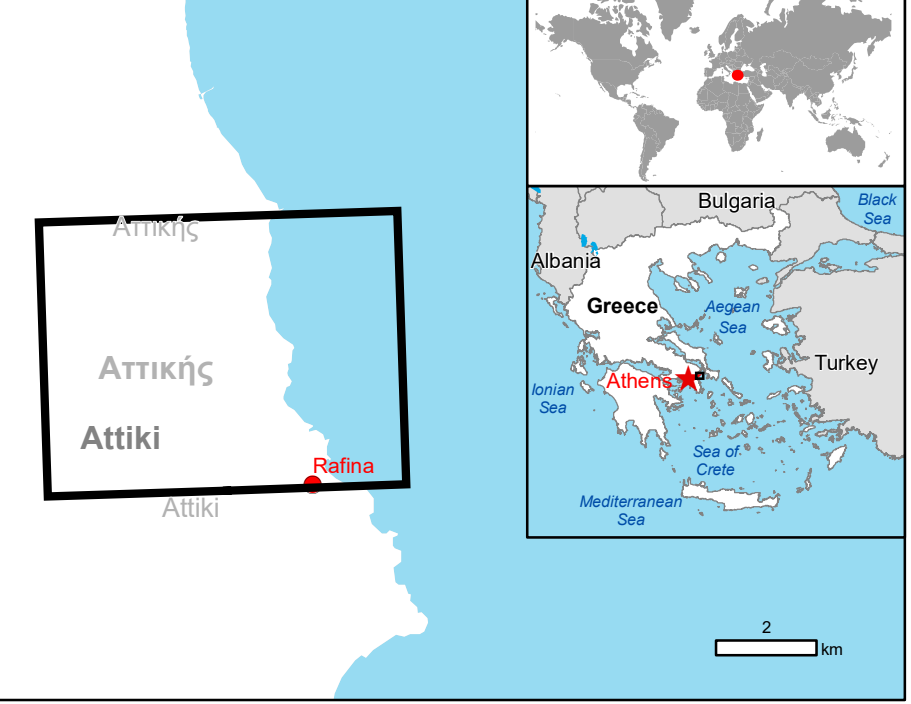 Αττικής
Αττικής
Attiki
Rafina
Attiki
Bulgaria
Black
Sea
Albania
Greece
Aegean
Sea
Turkey
Athens
Ionian
Sea
Sea of
Crete
Mediterranean
Sea
2
km